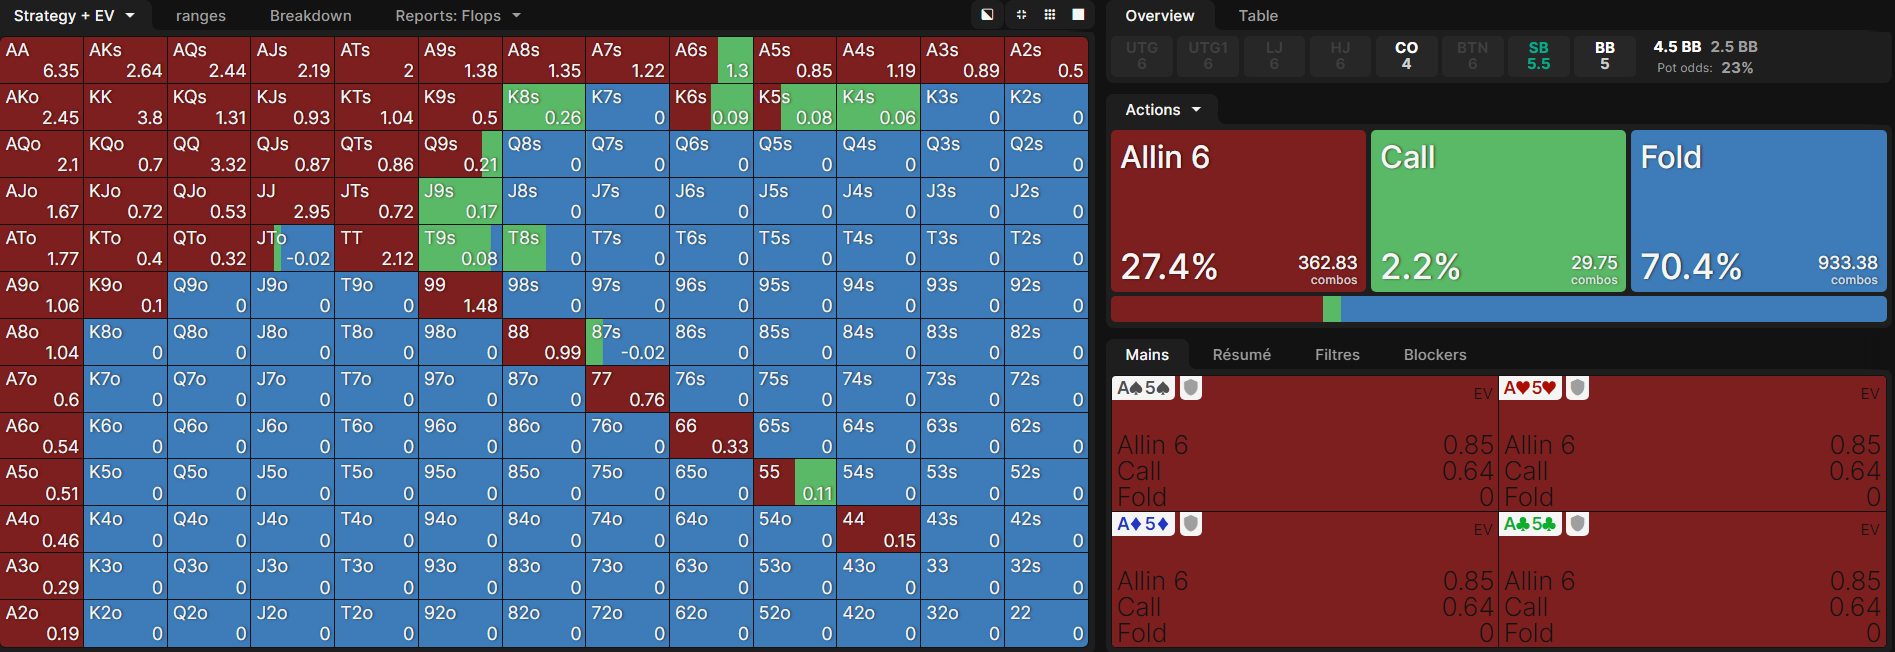 Strategy + EV ranges Breakdown Reports: Flops
AA AKs AQs AJs ATs A9s A8s A7s A6s A5s A4s A3s A2s
6.35 2.64 2.44 2.19 2 1.38 1.35 1.22 1.3 0.85 1.19 0.89 0.5
AKo KK KQs KJs KTs K9s K8s K7s K6s K5s K4s K3s K2s
2.45 3.8 1.31 0.93 1.04 0.5 0.26 0 0.09 0.08 0.06 0 0
AQo KQo QQ QJs QTs Q9s Q8s Q7s Q6s Q5s Q4s Q3s Q2s
2.1 0.7 3.32 0.87 0.86 0.21 0 0 0 0 0 0 0
AJo KJo QJo JJ JTs J9s J8s J7s J6s J5s J4s J3s J2s
1.67 0.72 0.53 2.95 0.72 0.17 0 0 0 0 0 0 0
ATo KTo QTo JTo TT T9s T8s T7s T6s T5s T4s T3s T2s
1.77 0.4 0.32 -0.02 2.12 0.08 0 0 0 0 0 0 0
A9o K9o Q9o J9o T9o 99 98s 97s 96s 95s 94s 93s 92s
1.06 0.1 0 0 0 1.48 0 0 0 0 0 0 0
A8o K8o Q8o J8o T8o 98o 88 87s 86s 85s 84s 83s 82s
1.04 0 0 0 0 0 0.99 -0.02 0 0 0 0 0
A7o K7o Q7o J7o T7o 97o 87o 77 76s 75s 74s 73s 72s
0.6 0 0 0 0 0 0 0.76 0 0 0 0 0
A6o K6o Q6o J6o T6o 96o 86o 76o 66 65s 64s 63s 62s
0.54 0 0 0 0 0 0 0 0.33 0 0 0 0
A5o K5o Q5o J5o T5o 95o 85o 75o 65o 55 54s 53s 52s
0.51 0 0 0 0 0 0 0 0 0.11 0 0 0
A4o K4o Q4o J4o T4o 94o 84o 74o 64o 54o 44 43s 42s
0.46 0 0 0 0 0 0 0 0 0 0.15 0 0
A3o K3o Q3o J3o T3o 93o 83o 73o 63o 53o 43o 33 32s
0.29 0 0 0 0 0 0 0 0 0 0 0 0
A2o K2o Q2o J2o T2o 92o 82o 72o 62o 52o 42o 32o 22
0.19 0 0 0 0 0 0 0 0 0 0 0 0
Overview Table
UTG UTG1 LJ HJ CO BTN SB BB
6 6 6 6 4 6 5.5 5
4.5 BB 2.5 BB
Pot odds: 23%
Actions
Allin 6 Call Fold
27.4% 362.83 combos 2.2% 29.75 combos 70.4% 933.38 combos
Mains Résumé Filtres Blockers
A♠5♠ EV A♥5♥ EV
Allin 6 0.85 Allin 6 0.85
Call 0.64 Call 0.64
Fold 0 Fold 0
A♦5♦ EV A♣5♣ EV
Allin 6 0.85 Allin 6 0.85
Call 0.64 Call 0.64
Fold 0 Fold 0